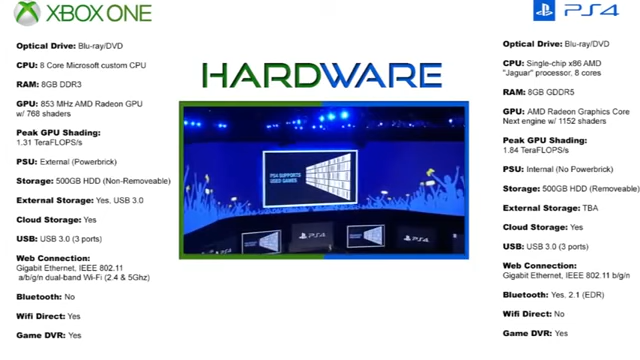 XBOX ONE
Optical Drive: Blu-ray/DVD
CPU: 8 Core Microsoft custom CPU
RAM: 8GB DDR3
GPU: 853 MHz AMD Radeon GPU
w/ 768 shaders
Peak GPU Shading:
1.31 TeraFLOPS/s
PSU: External (Powerbrick)
Storage: 500GB HDD (Non-Removeable)
External Storage: Yes, USB 3.0
Cloud Storage: Yes
USB: USB 3.0 (3 ports)
Web Connection:
Gigabit Ethernet, IEEE 802.11
a/b/g/n dual-band Wi-Fi (2.4 & 5Ghz)
Bluetooth: No
Wifi Direct: Yes
Game DVR: Yes
HARDWARE
PS4 SUPPORTS
USED GAMES
PS4
PS4
PS4
Optical Drive: Blu-ray/DVD
CPU: Single-chip x86 AMD
"Jaguar" processor, 8 cores
RAM: 8GB GDDR5
GPU: AMD Radeon Graphics Core
Next engine w/ 1152 shaders
Peak GPU Shading:
1.84 TeraFLOPS/s
PSU: Internal (No Powerbrick)
Storage: 500GB HDD (Removeable)
External Storage: TBA
Cloud Storage: Yes
USB: USB 3.0 (3 ports)
Web Connection:
Gigabit Ethernet, IEEE 802.11 b/g/n
Bluetooth: Yes, 2.1 (EDR)
Wifi Direct: No
Game DVR: Yes